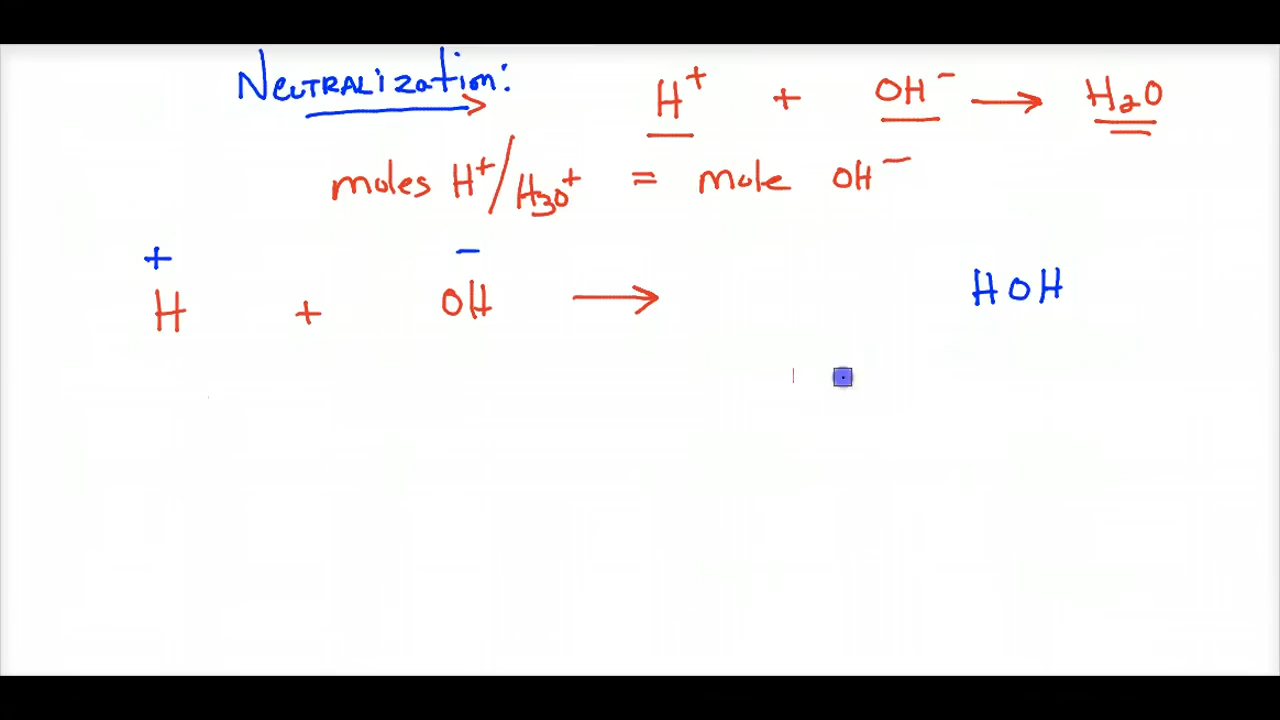 Neutralization: H⁺ + OH⁻ → H₂O
moles H⁺/H₃O⁺ = mole OH⁻
H⁺ + OH⁻ → HOH